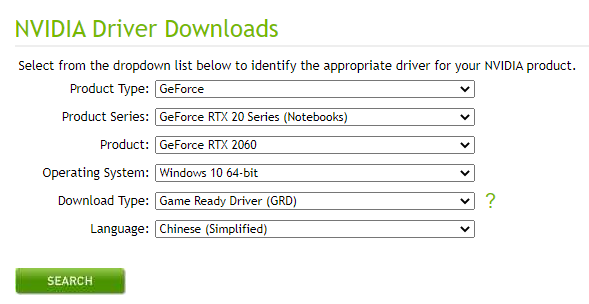 NVIDIA Driver Downloads
Select from the dropdown list below to identify the appropriate driver for your NVIDIA product.
Product Type: GeForce
Product Series: GeForce RTX 20 Series (Notebooks)
Product: GeForce RTX 2060
Operating System: Windows 10 64-bit
Download Type: Game Ready Driver (GRD) ?
Language: Chinese (Simplified)
SEARCH